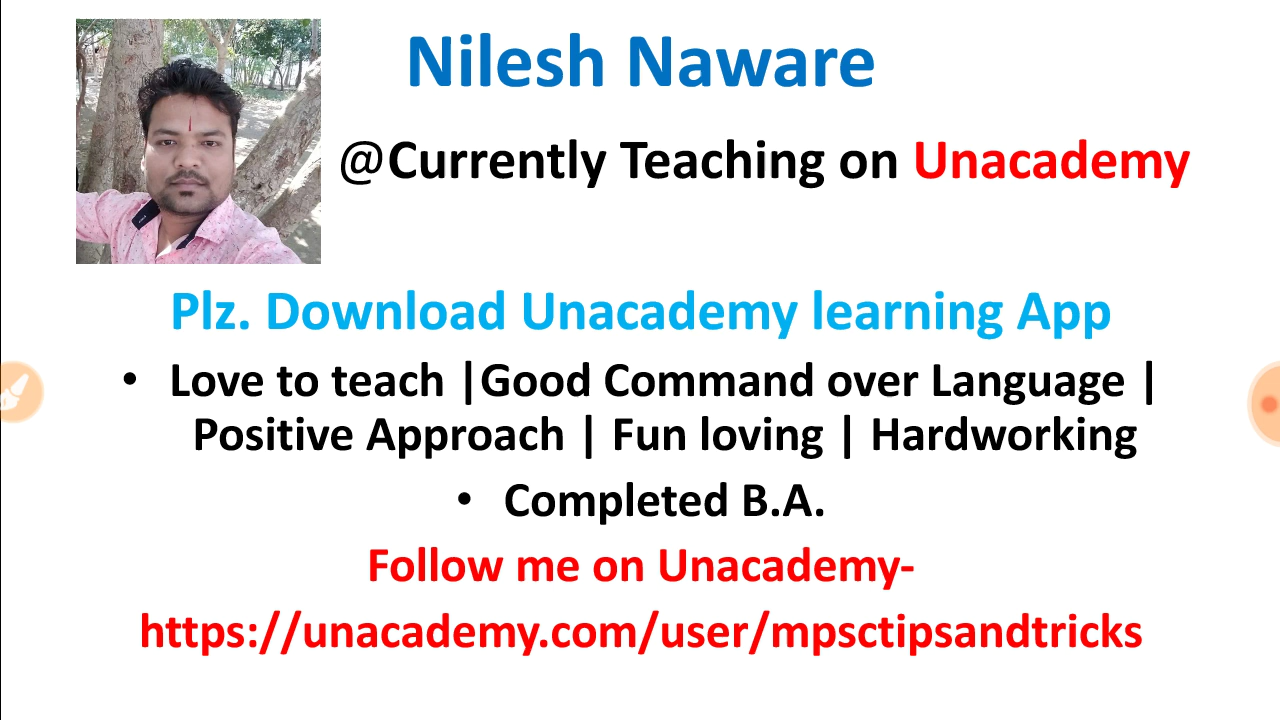 Nilesh Naware
@Currently Teaching on Unacademy
Plz. Download Unacademy learning App
• Love to teach |Good Command over Language |
Positive Approach | Fun loving | Hardworking
• Completed B.A.
Follow me on Unacademy-
https://unacademy.com/user/mpsctipsandtricks